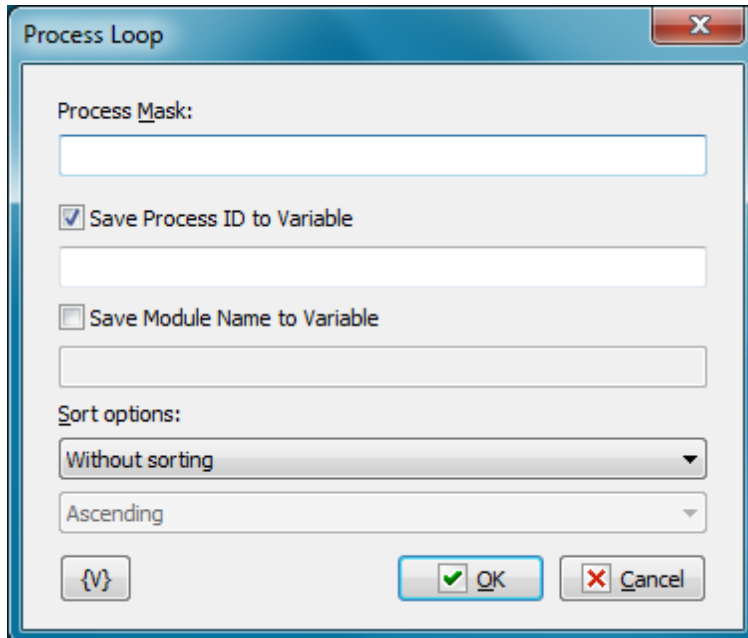 Process Loop
Process Mask:
Save Process ID to Variable
Save Module Name to Variable
Sort options:
Without sorting
Ascending
{V} OK Cancel